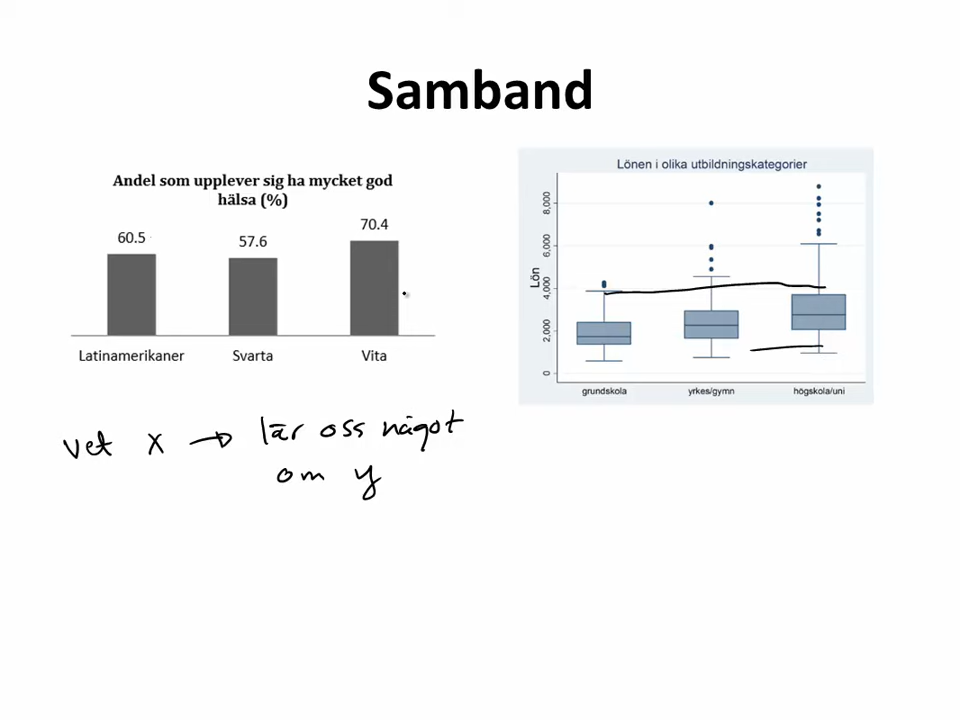 Samband
Andel som upplever sig ha mycket god
hälsa (%)
60.5
57.6
70.4
Latinamerikaner
Svarta
Vita
Lönen i olika utbildningskategorier
Lön
8,000
6,000
4,000
2,000
0
grundskola
yrkes/gymn
högskola/uni
Vet x → lär oss något
om y